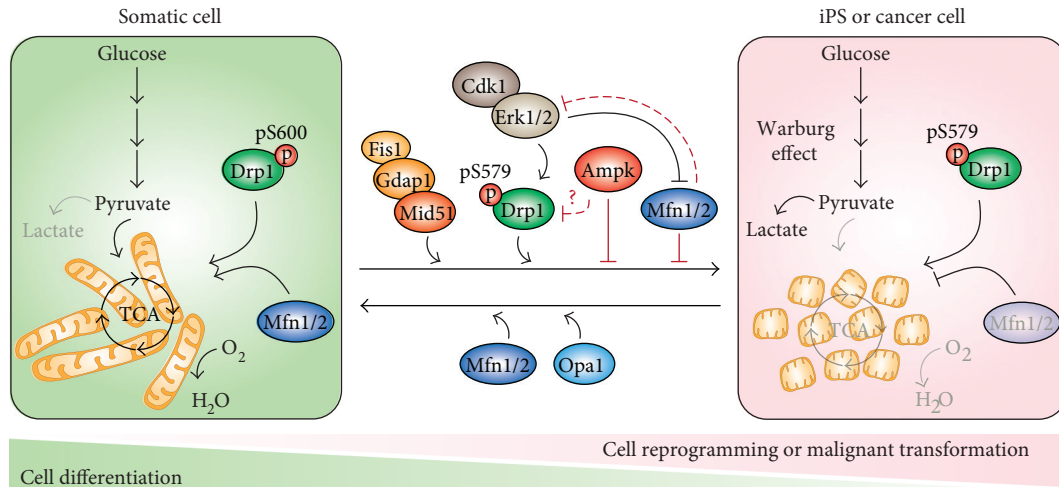 Somatic cell
Glucose
pS600
p
Drp1
Pyruvate
Lactate
TCA
Mfn1/2
O2
H2O
Cdk1
Erk1/2
Fis1
Gdap1
Mid51
pS579
p
Drp1
?
Ampk
Mfn1/2
Mfn1/2
Opa1
iPS or cancer cell
Glucose
Warburg
effect
pS579
p
Drp1
Pyruvate
Lactate
TCA
Mfn1/2
O2
H2O
Cell reprogramming or malignant transformation
Cell differentiation